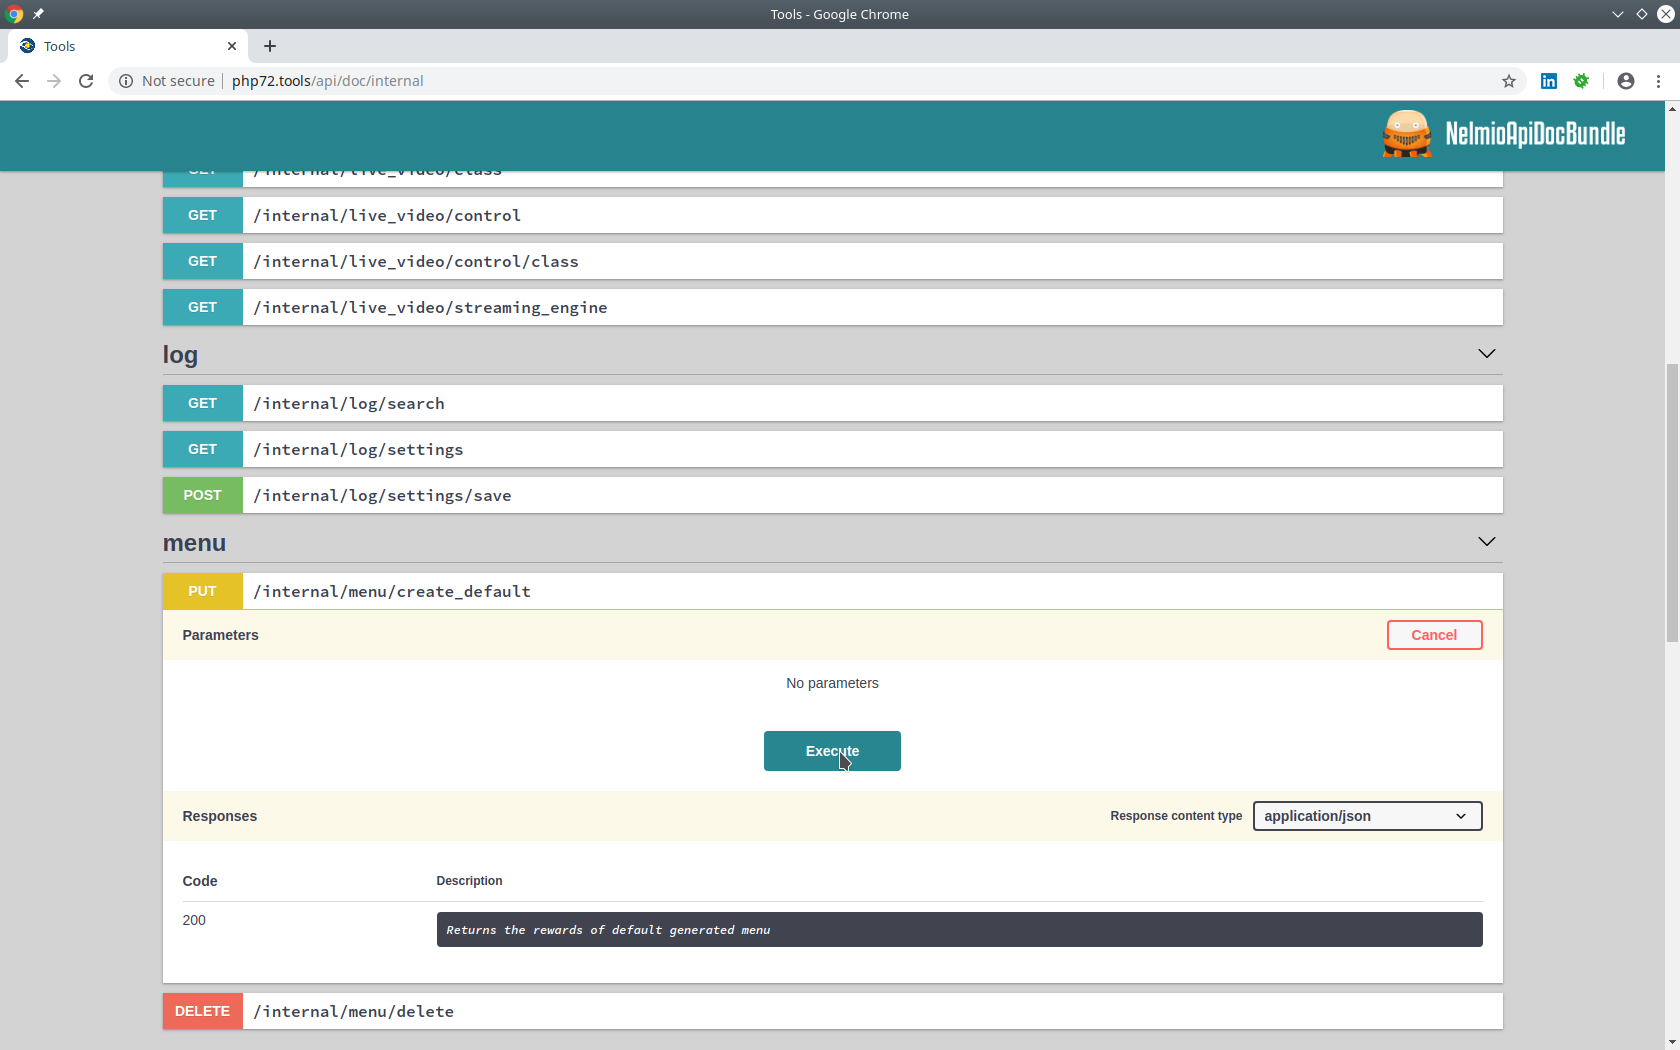 Tools - Google Chrome
Tools
Not secure php72.tools/api/doc/internal
NelmioApiDocBundle
GET /internal/live_video/class
GET /internal/live_video/control
GET /internal/live_video/control/class
GET /internal/live_video/streaming_engine
log
GET /internal/log/search
GET /internal/log/settings
POST /internal/log/settings/save
menu
PUT /internal/menu/create_default
Parameters Cancel
No parameters
Execute
Responses Response content type application/json
Code Description
200 Returns the rewards of default generated menu
DELETE /internal/menu/delete